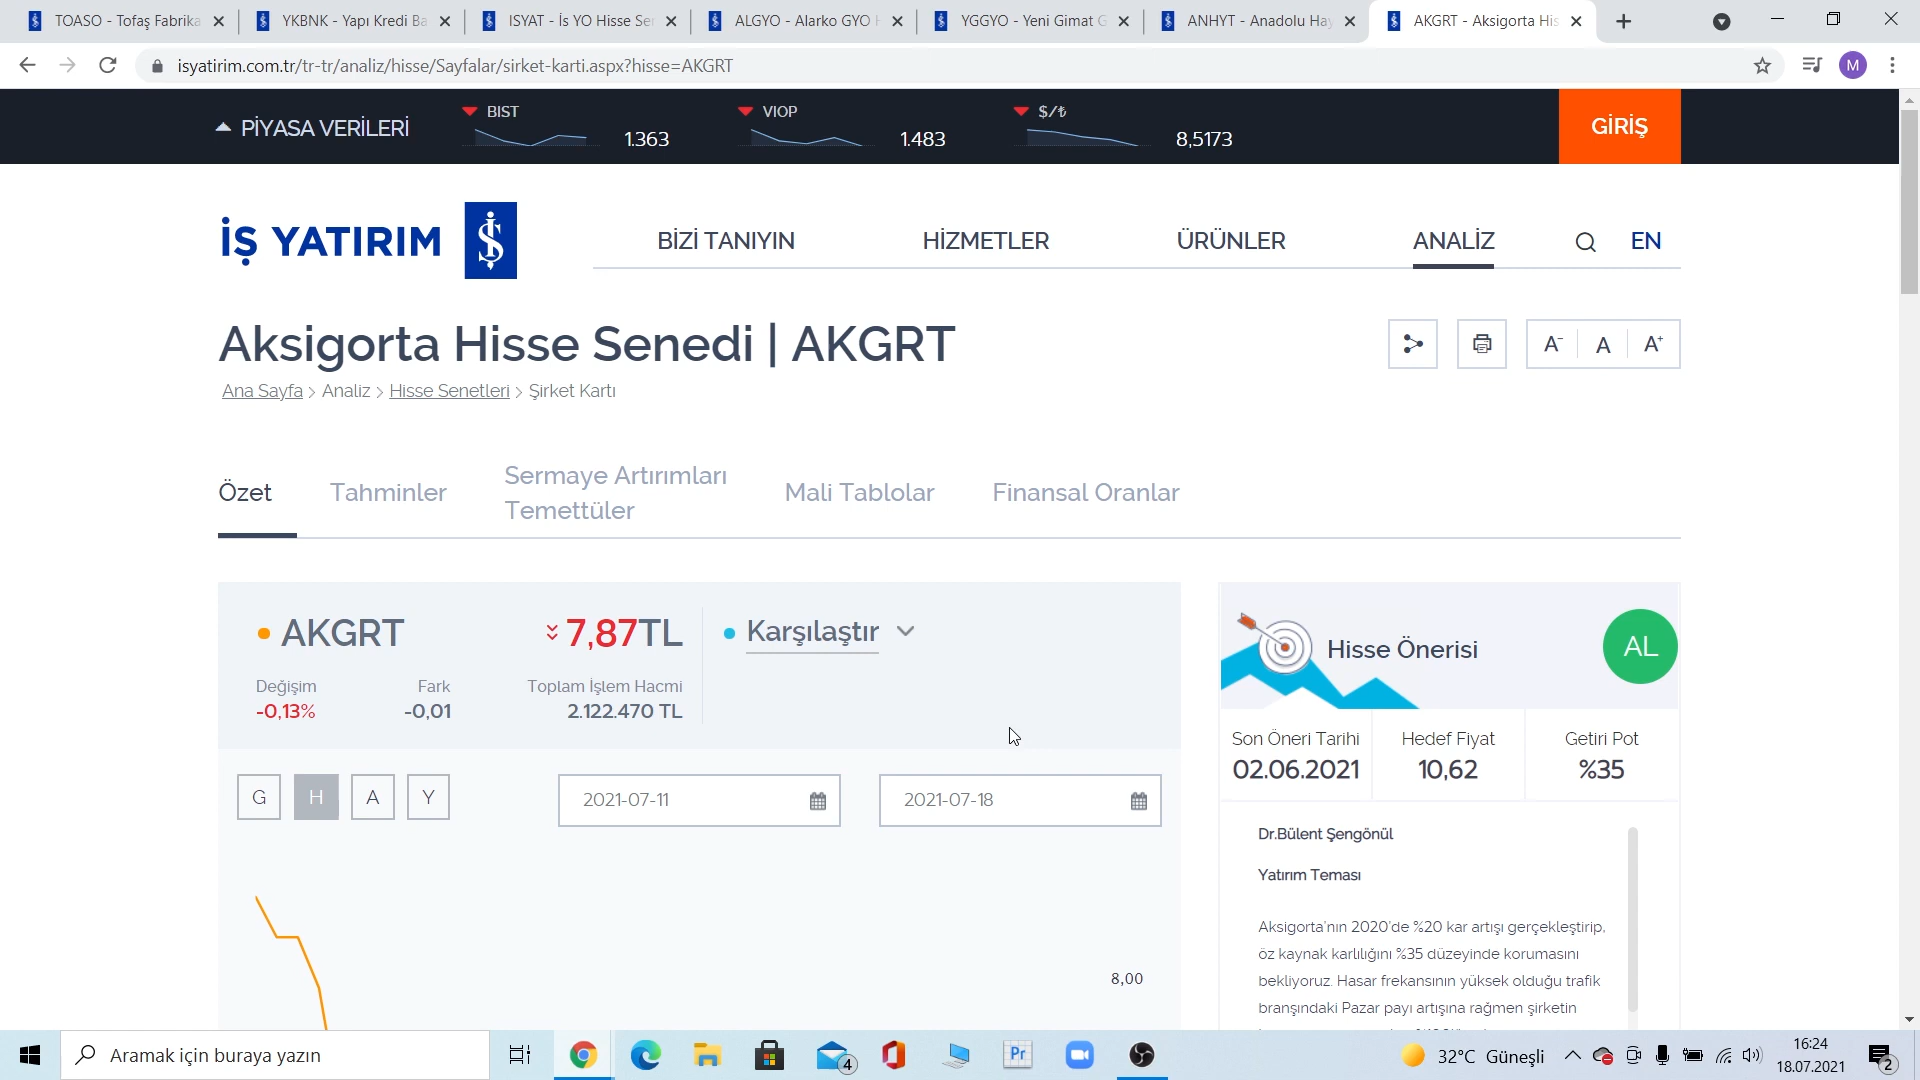 TOASO - Tofaş Fabrika
YKBNK - Yapı Kredi Ba
ISYAT - İs YO Hisse Se
ALGYO - Alarko GYO
YGGYO - Yeni Gimat G
ANHYT - Anadolu Hay
AKGRT - Aksigorta His
isyatirim.com.tr/tr-tr/analiz/hisse/Sayfalar/sirket-karti.aspx?hisse=AKGRT
M
PİYASA VERİLERİ
BIST
1.363
VIOP
1.483
$/₺
8,5173
GİRİŞ
İŞ YATIRIM
BİZİ TANIYIN
HİZMETLER
ÜRÜNLER
ANALİZ
EN
Aksigorta Hisse Senedi | AKGRT
A- A A+
Ana Sayfa > Analiz > Hisse Senetleri > Şirket Kartı
Özet
Tahminler
Sermaye Artırımları
Temettüler
Mali Tablolar
Finansal Oranlar
AKGRT
7,87TL
Karşılaştır
Değişim
-0,13%
Fark
-0,01
Toplam İşlem Hacmi
2.122.470 TL
G H A Y
2021-07-11
2021-07-18
8,00
Hisse Önerisi
AL
Son Öneri Tarihi
02.06.2021
Hedef Fiyat
10,62
Getiri Pot
%35
Dr.Bülent Şengönül
Yatırım Teması
Aksigorta'nın 2020'de %20 kar artışı gerçekleştirip,
öz kaynak karlılığını %35 düzeyinde korumasını
bekliyoruz. Hasar frekansının yüksek olduğu trafik
branşındaki Pazar payı artışına rağmen şirketin
Aramak için buraya yazın
4
Pr
32°C Güneşli
16:24
18.07.2021
2